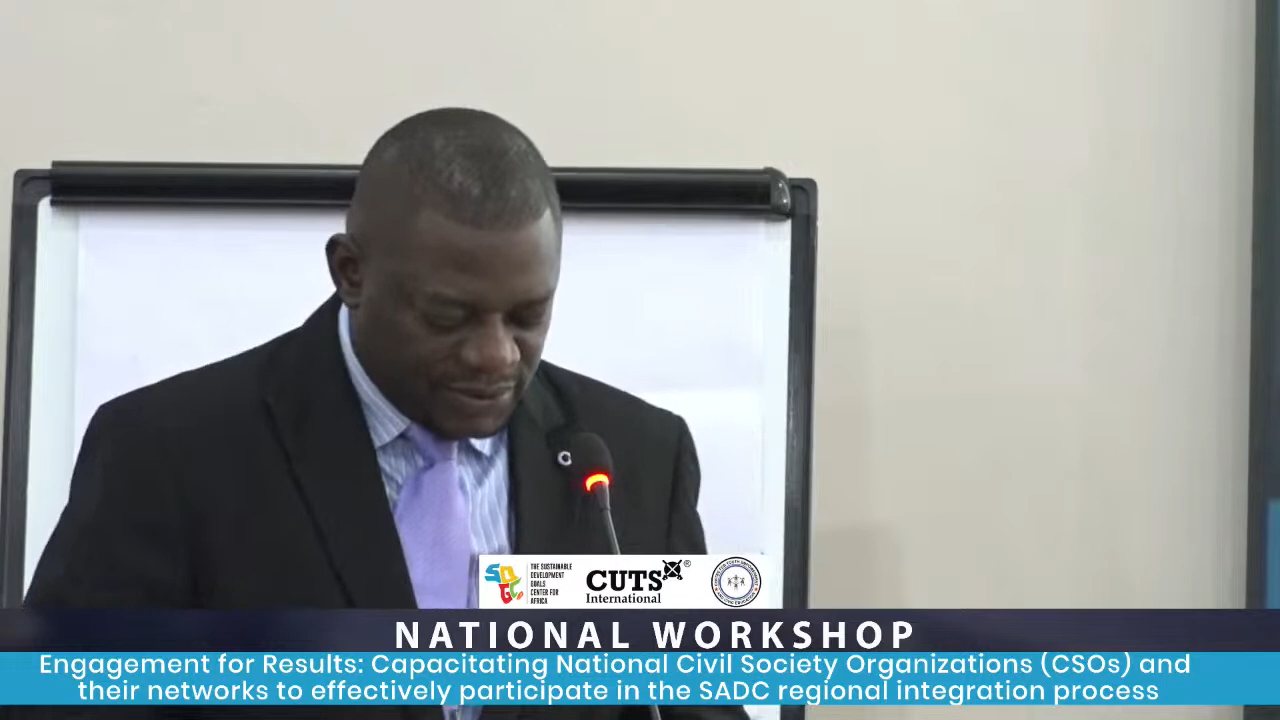 THE SUSTAINABLE
DEVELOPMENT
GOALS
CENTER FOR
AFRICA
CUTS®
International
NATIONAL WORKSHOP
Engagement for Results: Capacitating National Civil Society Organizations (CSOs) and
their networks to effectively participate in the SADC regional integration process